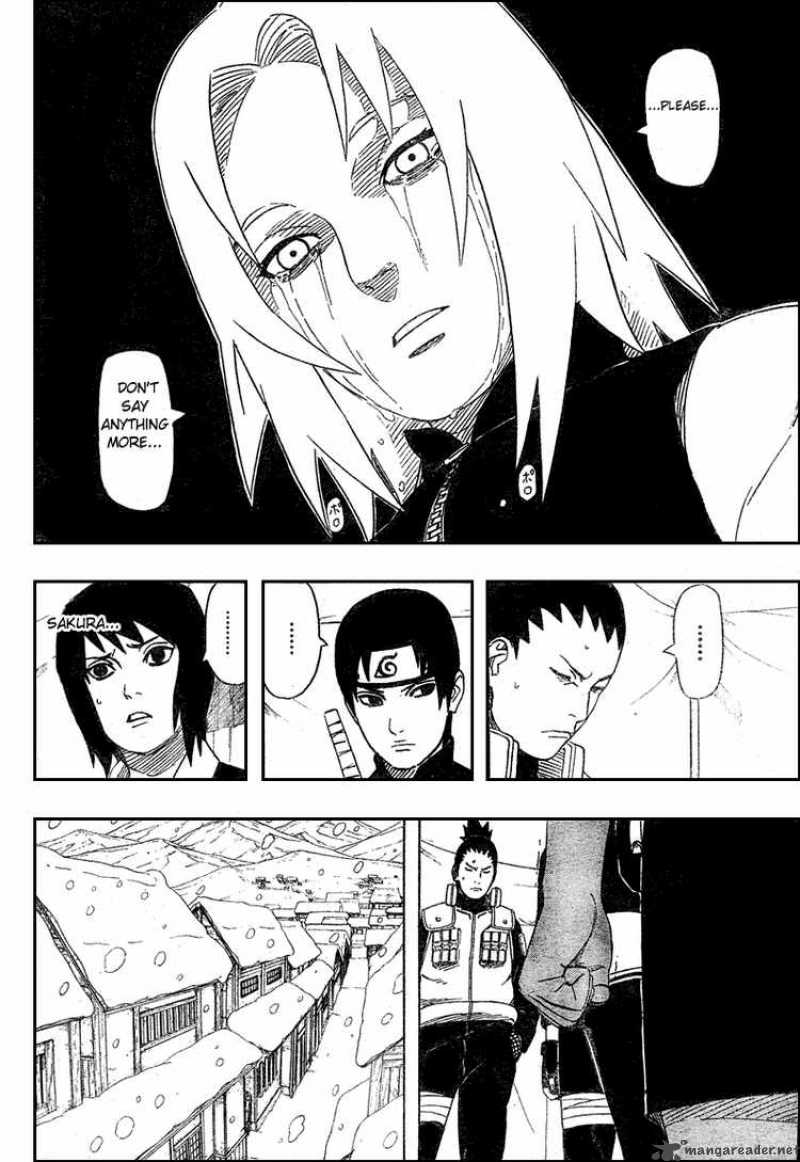 ...PLEASE...
DON'T
SAY
ANYTHING
MORE...
ポロ
ポロ
.........
.........
SAKURA...
mangareader.net